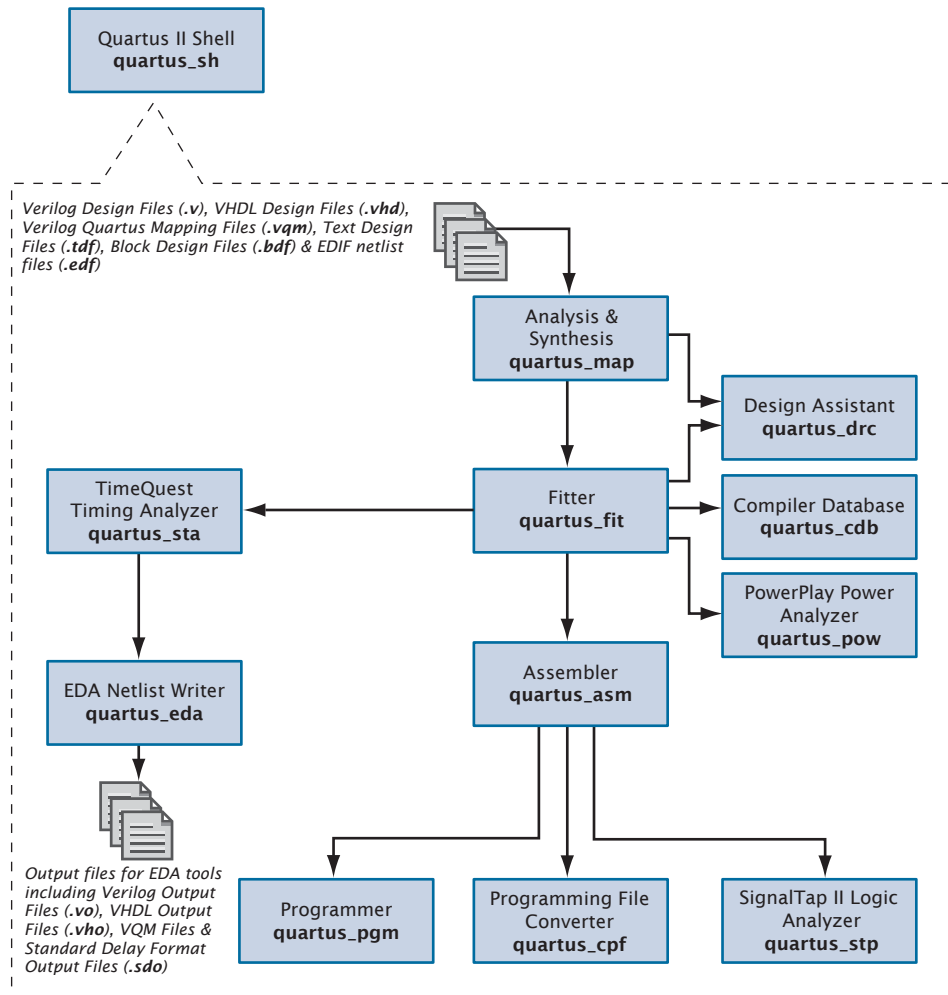 Quartus II Shell
quartus_sh
Verilog Design Files (.v), VHDL Design Files (.vhd),
Verilog Quartus Mapping Files (.vqm), Text Design
Files (.tdf), Block Design Files (.bdf) & EDIF netlist
files (.edf)
Analysis &
Synthesis
quartus_map
Design Assistant
quartus_drc
TimeQuest
Timing Analyzer
quartus_sta
Fitter
quartus_fit
Compiler Database
quartus_cdb
PowerPlay Power
Analyzer
quartus_pow
EDA Netlist Writer
quartus_eda
Assembler
quartus_asm
Output files for EDA tools
including Verilog Output
Files (.vo), VHDL Output
Files (.vho), VQM Files &
Standard Delay Format
Output Files (.sdo)
Programmer
quartus_pgm
Programming File
Converter
quartus_cpf
SignalTap II Logic
Analyzer
quartus_stp